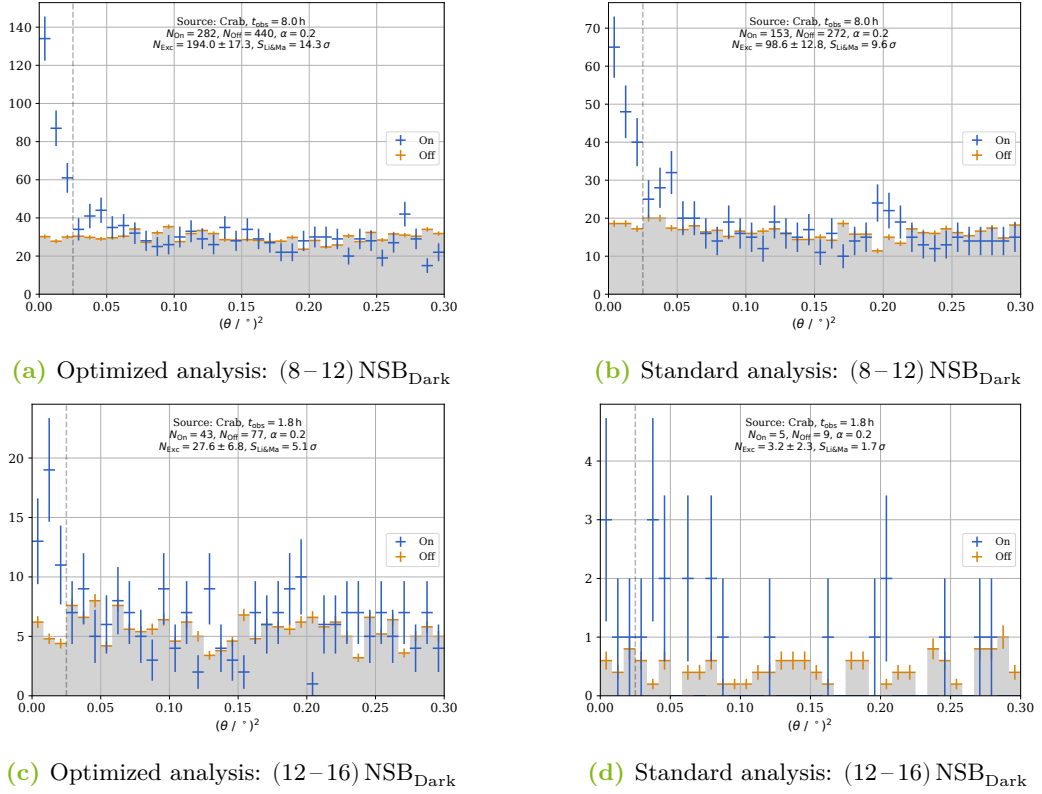 Source: Crab, t_obs = 8.0 h
N_On = 282, N_Off = 440, α = 0.2
N_Exc = 194.0 ± 17.3, S_Li&Ma = 14.3 σ
140
120
100
80
60
40
20
0
On
Off
0.00 0.05 0.10 0.15 0.20 0.25 0.30
(θ / °)²
(a) Optimized analysis: (8–12) NSB_Dark
Source: Crab, t_obs = 8.0 h
N_On = 153, N_Off = 272, α = 0.2
N_Exc = 98.6 ± 12.8, S_Li&Ma = 9.6 σ
70
60
50
40
30
20
10
0
On
Off
0.00 0.05 0.10 0.15 0.20 0.25 0.30
(θ / °)²
(b) Standard analysis: (8–12) NSB_Dark
Source: Crab, t_obs = 1.8 h
N_On = 43, N_Off = 77, α = 0.2
N_Exc = 27.6 ± 6.8, S_Li&Ma = 5.1 σ
20
15
10
5
0
On
Off
0.00 0.05 0.10 0.15 0.20 0.25 0.30
(θ / °)²
(c) Optimized analysis: (12–16) NSB_Dark
Source: Crab, t_obs = 1.8 h
N_On = 5, N_Off = 9, α = 0.2
N_Exc = 3.2 ± 2.3, S_Li&Ma = 1.7 σ
4
3
2
1
0
On
Off
0.00 0.05 0.10 0.15 0.20 0.25 0.30
(θ / °)²
(d) Standard analysis: (12–16) NSB_Dark